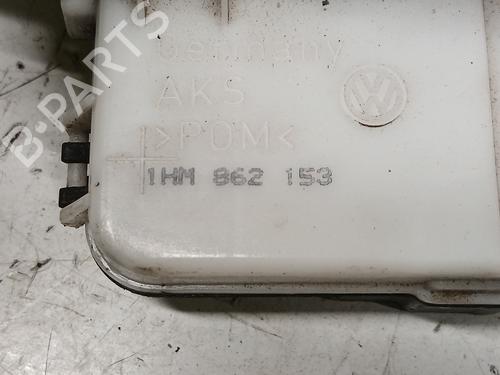 Germany
AKS
>POM<
1HM 862 153
B-PARTS